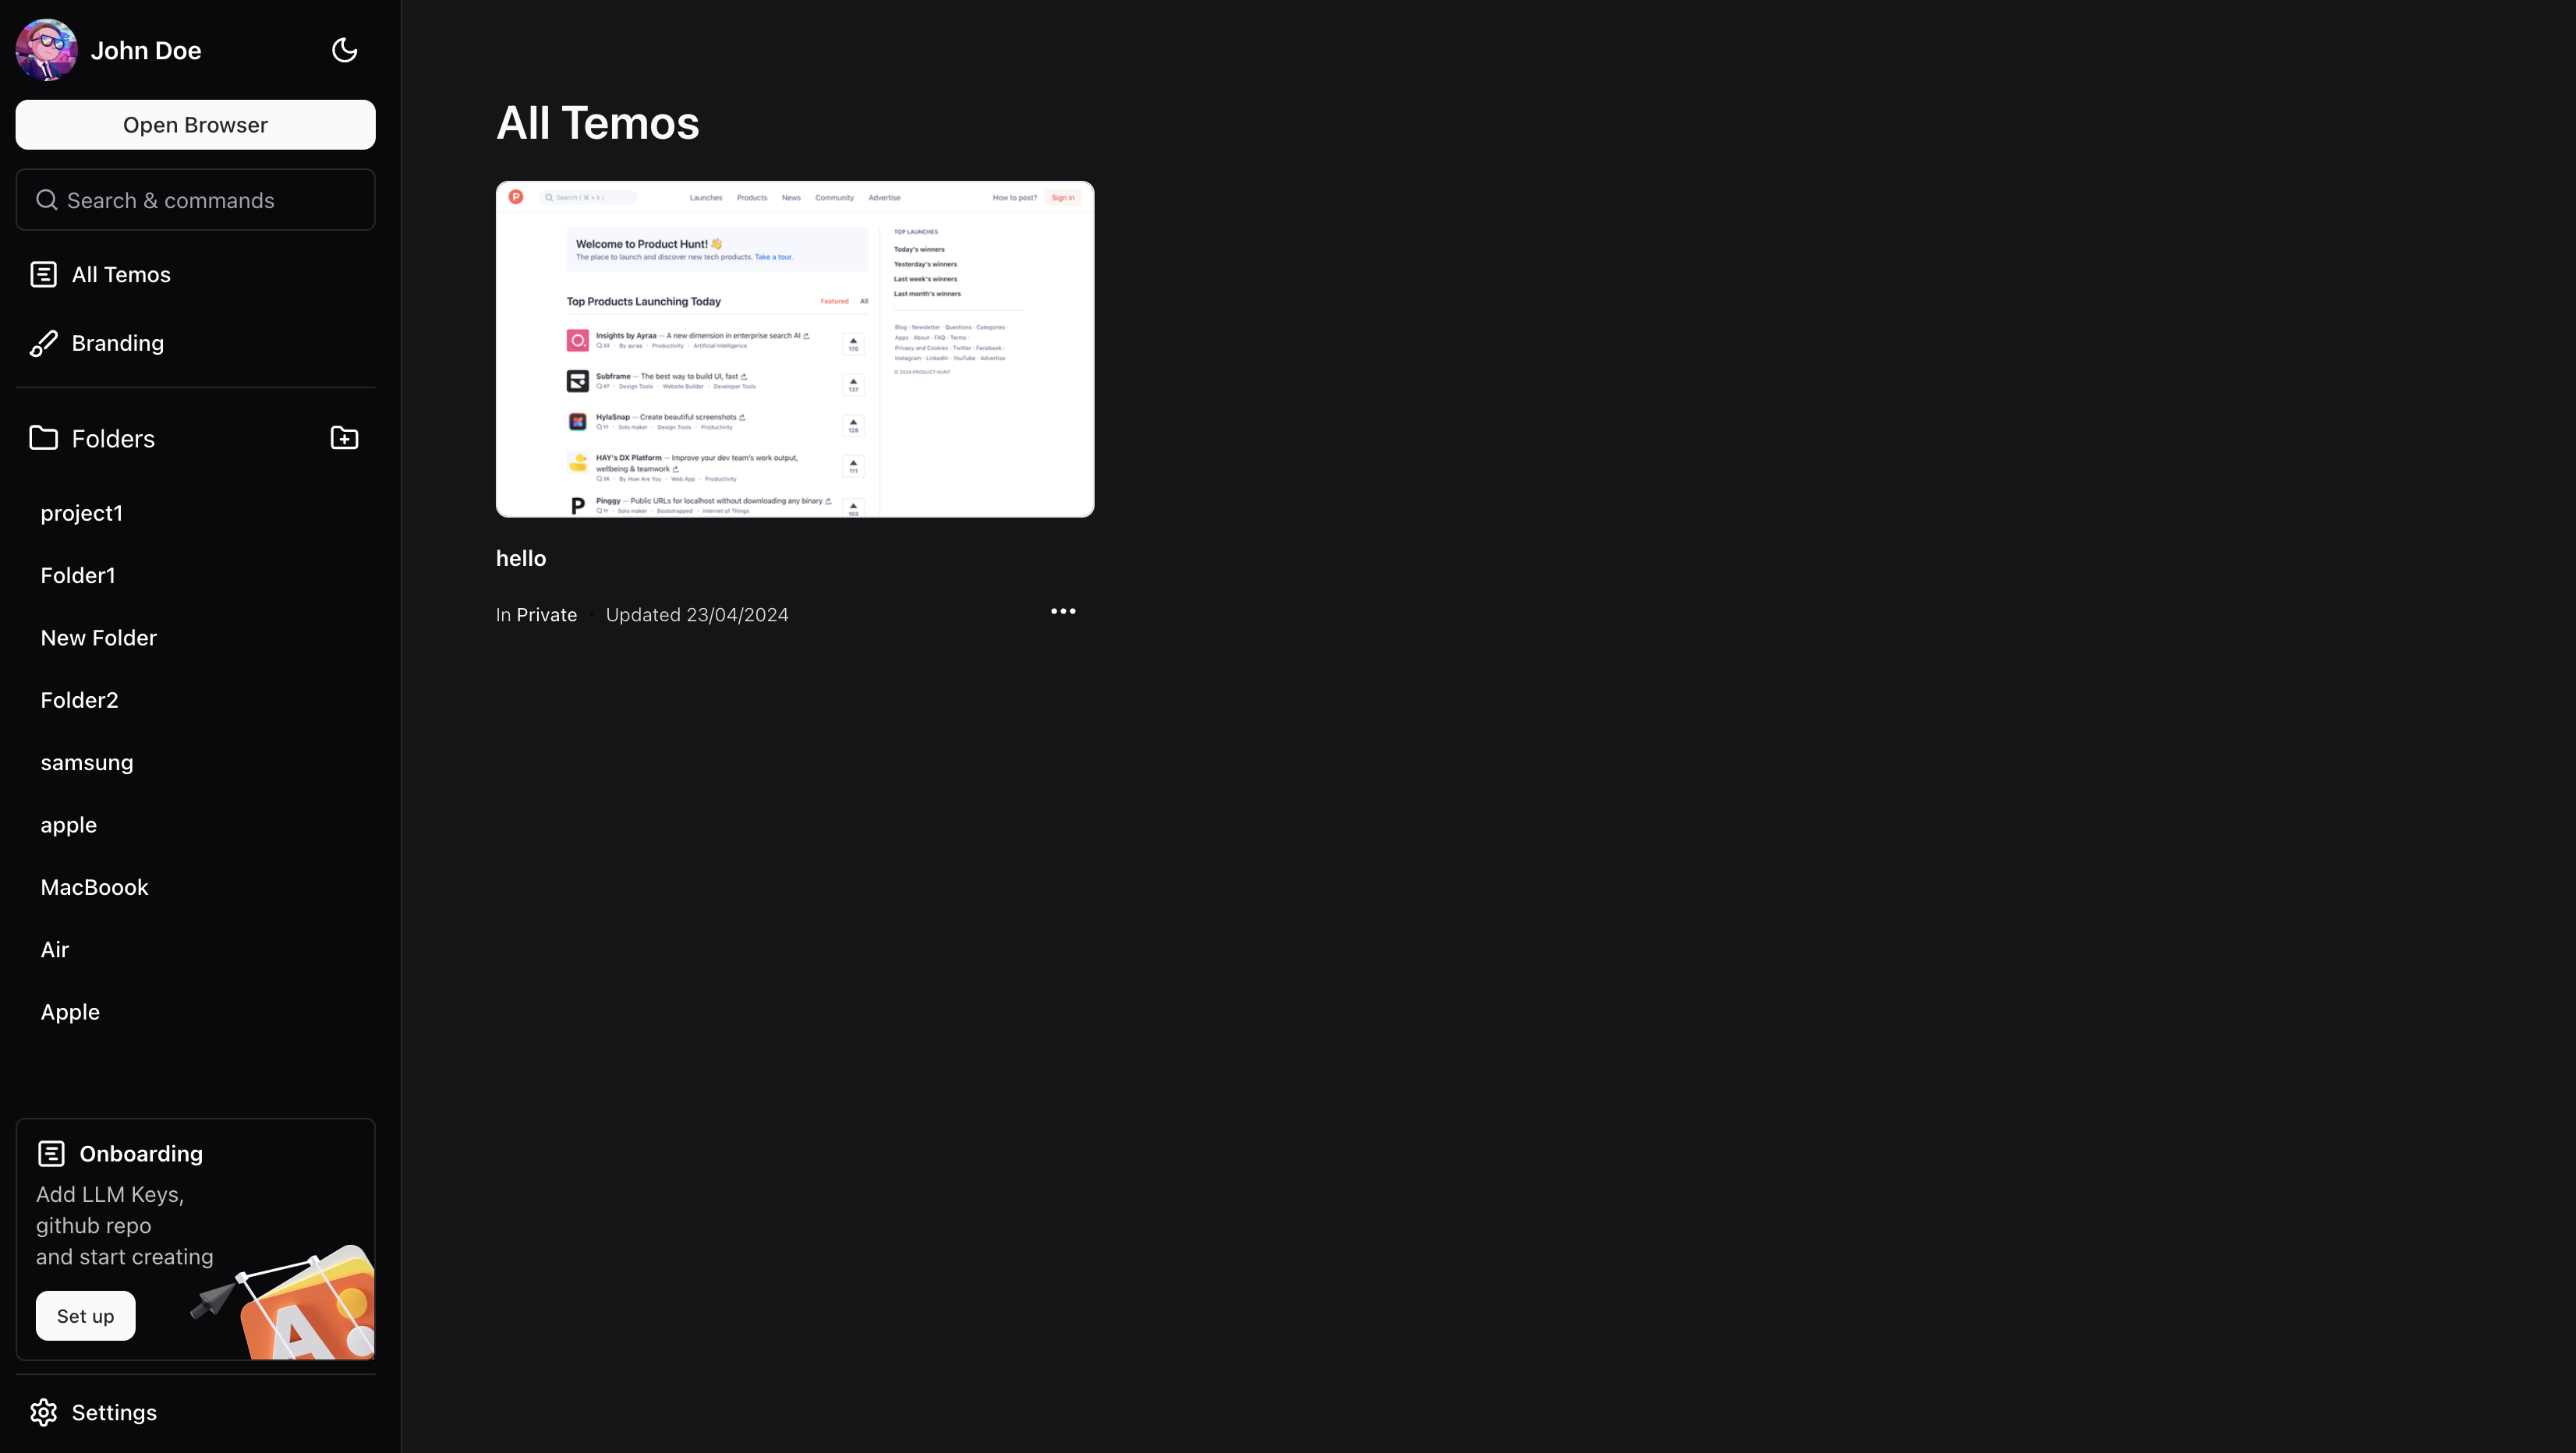 John Doe
Open Browser
Search & commands
All Temos
Branding
Folders
project1
Folder1
New Folder
Folder2
samsung
apple
MacBoook
Air
Apple
Onboarding
Add LLM Keys,
github repo
and start creating
Set up
Settings
All Temos
P
Search ( ⌘ + k )
Launches Products News Community Advertise
How to post? Sign in
Welcome to Product Hunt! 👋
The place to launch and discover new tech products. Take a tour.
Top Products Launching Today
Featured All
Insights by Ayraa — A new dimension in enterprise search AI
33 • By ayraa • Productivity • Artificial Intelligence
170
Subframe — The best way to build UI, fast
47 • Design Tools • Website Builder • Developer Tools
137
HylaSnap — Create beautiful screenshots
17 • Solo maker • Design Tools • Productivity
128
HAY's DX Platform — Improve your dev team's work output,
wellbeing & teamwork
26 • By How Are You • Web App • Productivity
111
P
Pinggy — Public URLs for localhost without downloading any binary
11 • Solo maker • Bootstrapped • Internet of Things
103
TOP LAUNCHES
Today's winners
Yesterday's winners
Last week's winners
Last month's winners
Blog · Newsletter · Questions · Categories ·
Apps · About · FAQ · Terms ·
Privacy and Cookies · Twitter · Facebook ·
Instagram · LinkedIn · YouTube · Advertise
© 2024 PRODUCT HUNT
hello
In Private · Updated 23/04/2024
A